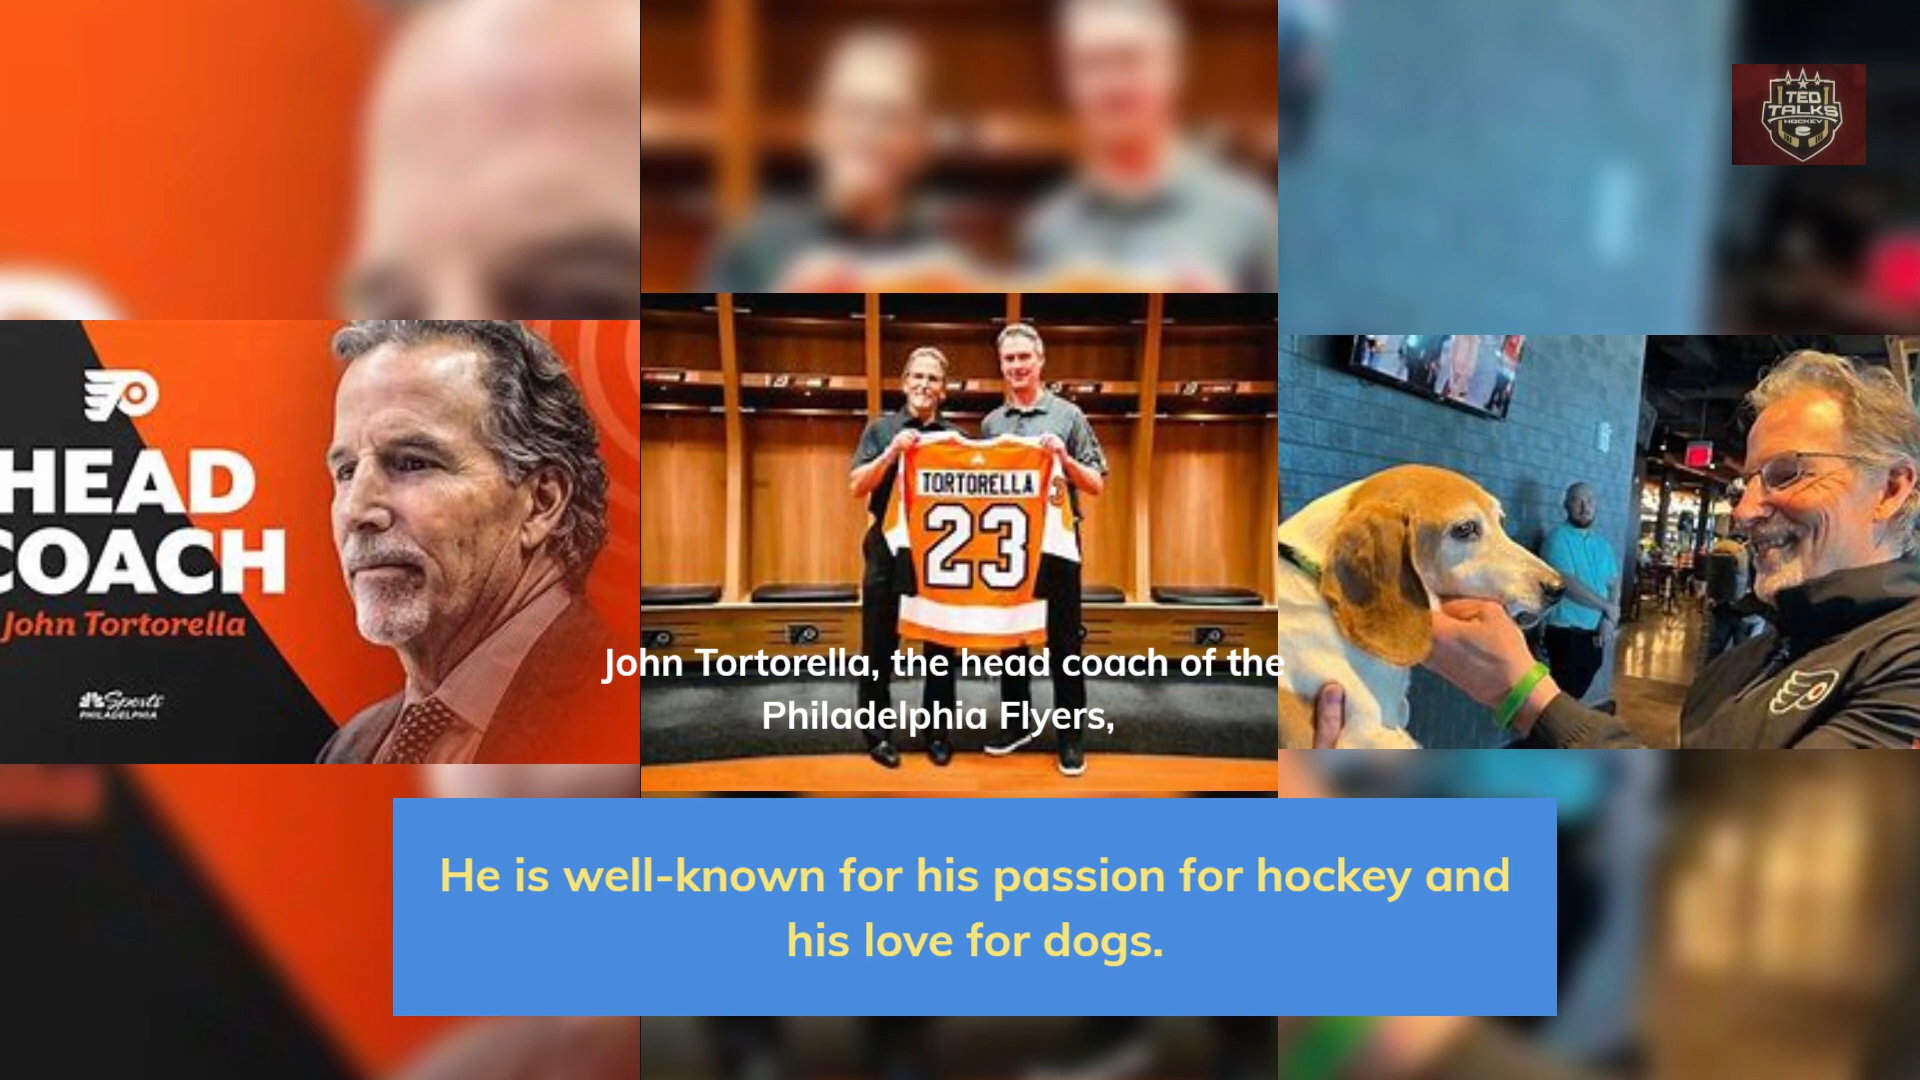 TED
TALKS
HOCKEY
HEAD
COACH
John Tortorella
Sports
PHILADELPHIA
TORTORELLA
23
John Tortorella, the head coach of the
Philadelphia Flyers,
He is well-known for his passion for hockey and
his love for dogs.